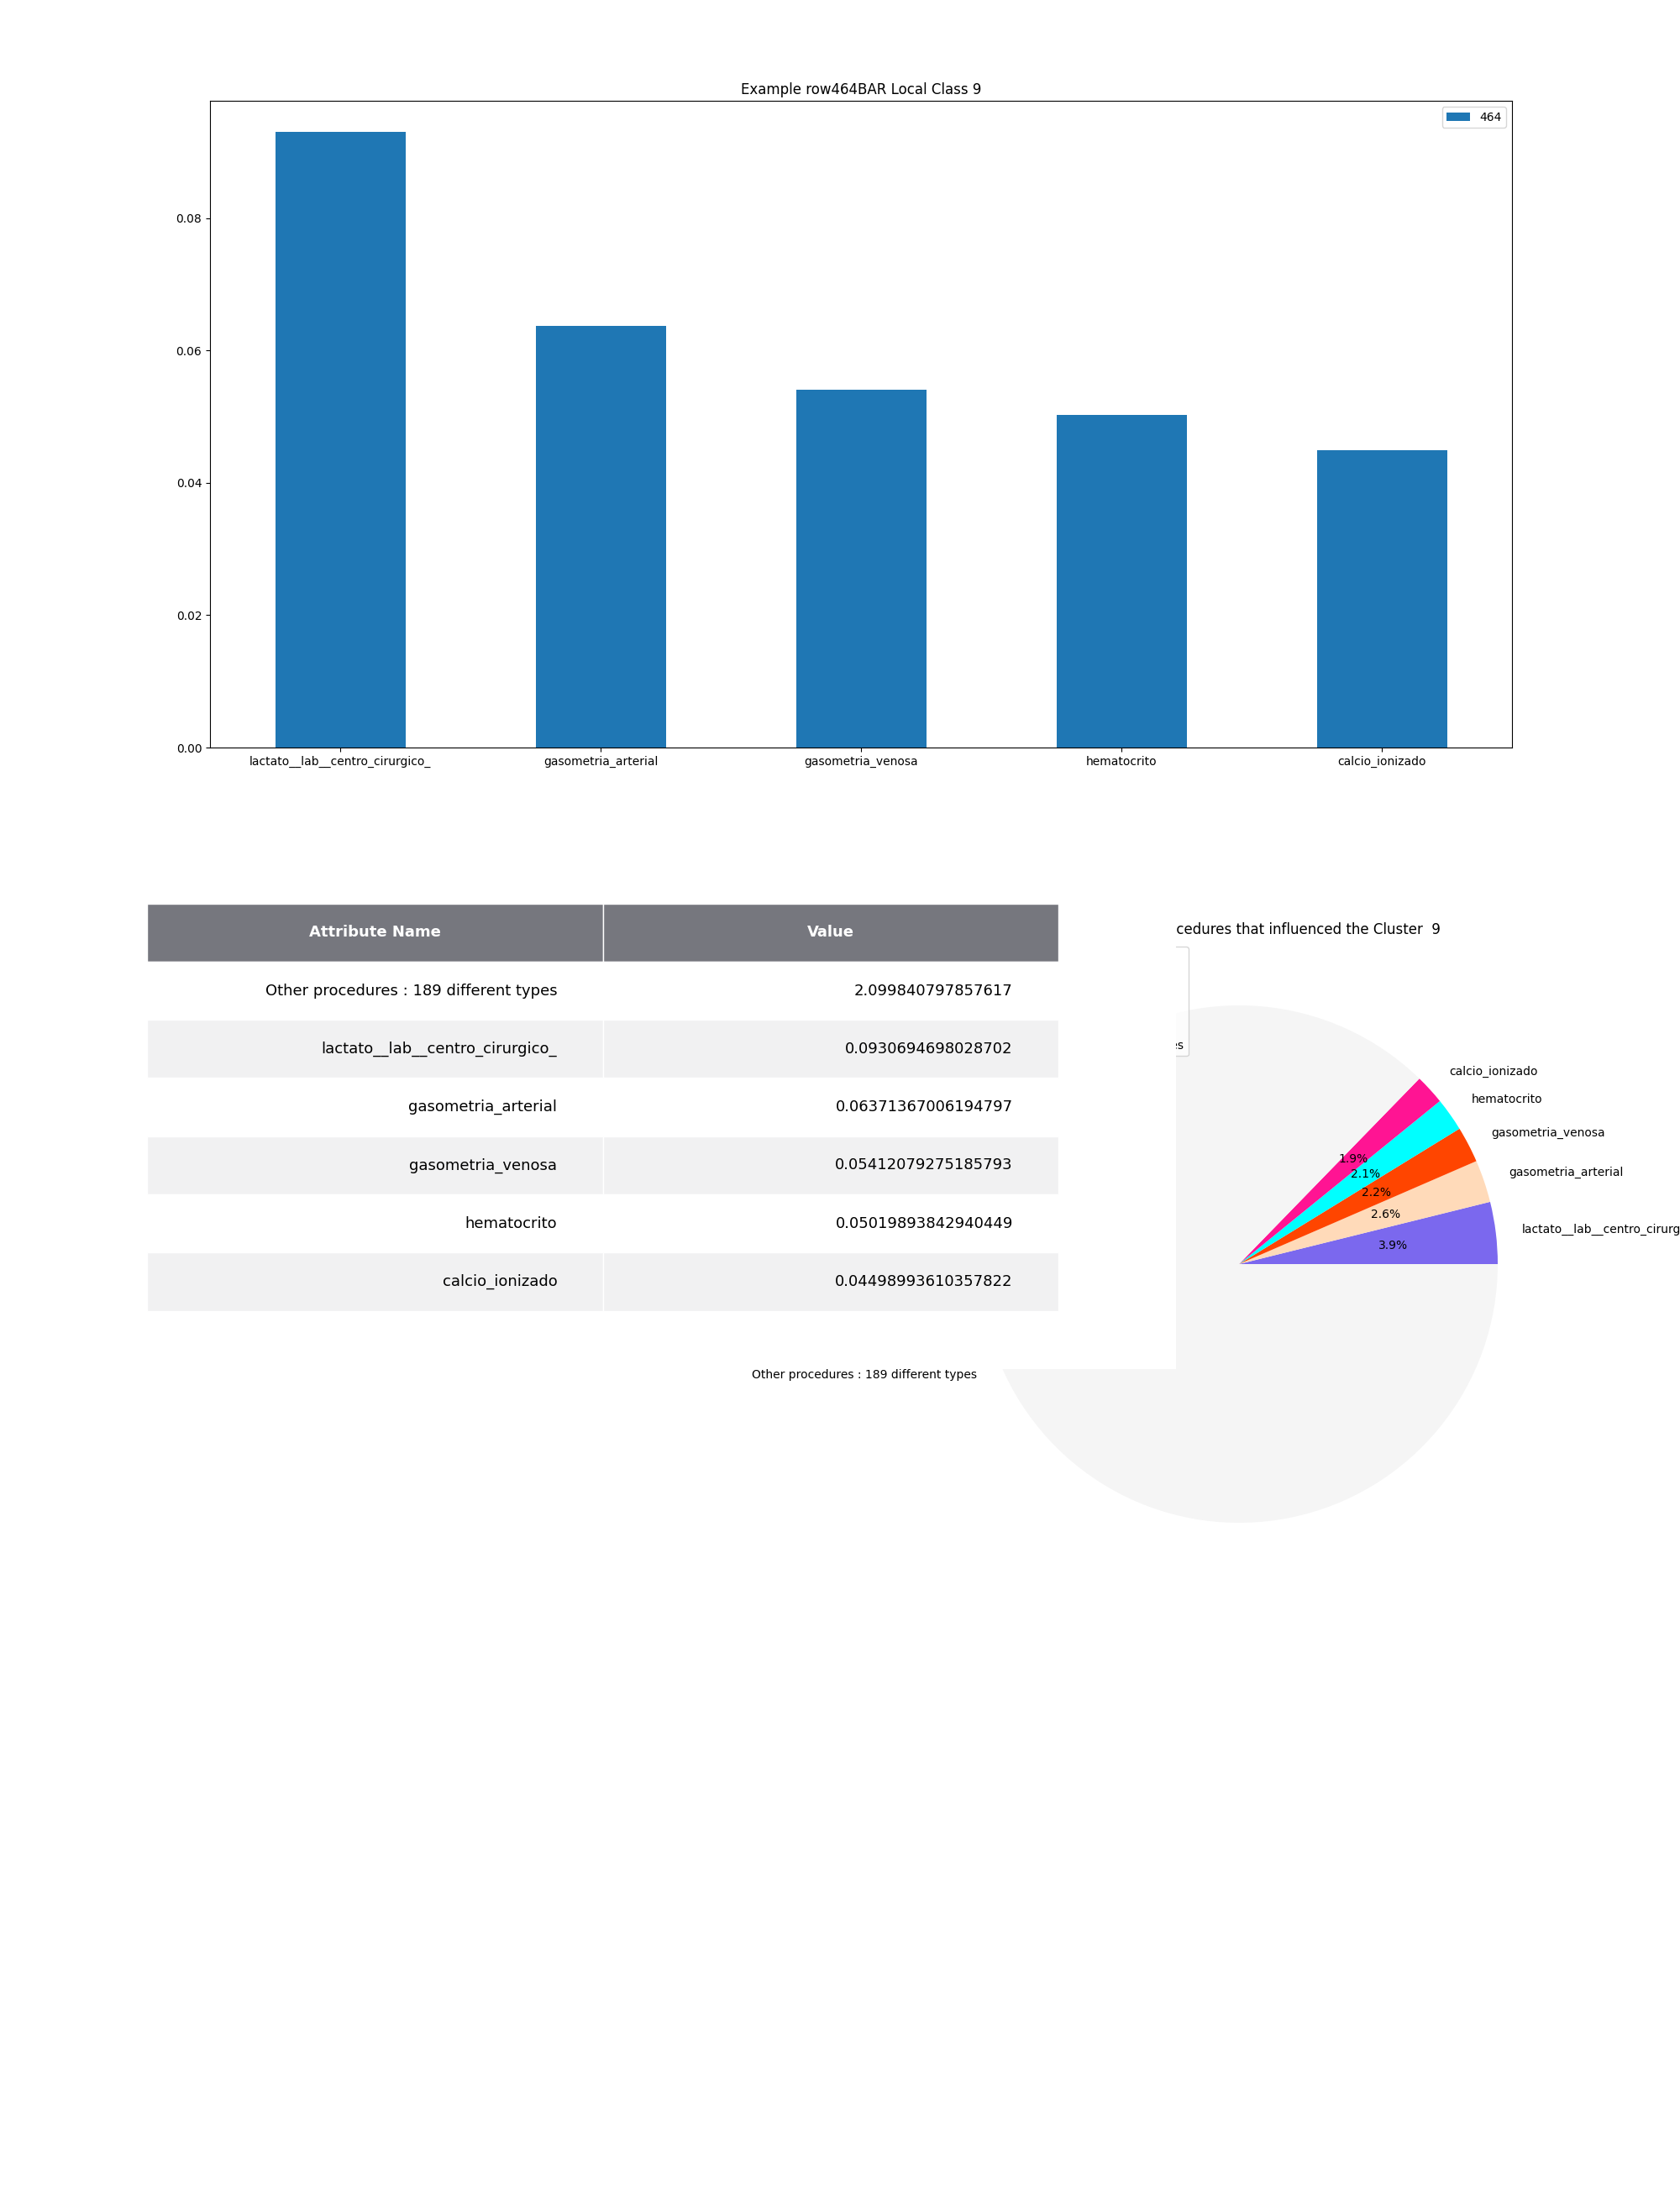 Example row464BAR Local Class 9
464
0.08
0.06
0.04
0.02
0.00
lactato__lab__centro_cirurgico_
gasometria_arterial
gasometria_venosa
hematocrito
calcio_ionizado
Attribute Name Value
Other procedures : 189 different types 2.099840797857617
lactato__lab__centro_cirurgico_ 0.0930694698028702
gasometria_arterial 0.06371367006194797
gasometria_venosa 0.05412079275185793
hematocrito 0.05019893842940449
calcio_ionizado 0.04498993610357822
cedures that influenced the Cluster 9
es
calcio_ionizado
hematocrito
gasometria_venosa
gasometria_arterial
lactato__lab__centro_cirurg
1.9%
2.1%
2.2%
2.6%
3.9%
Other procedures : 189 different types